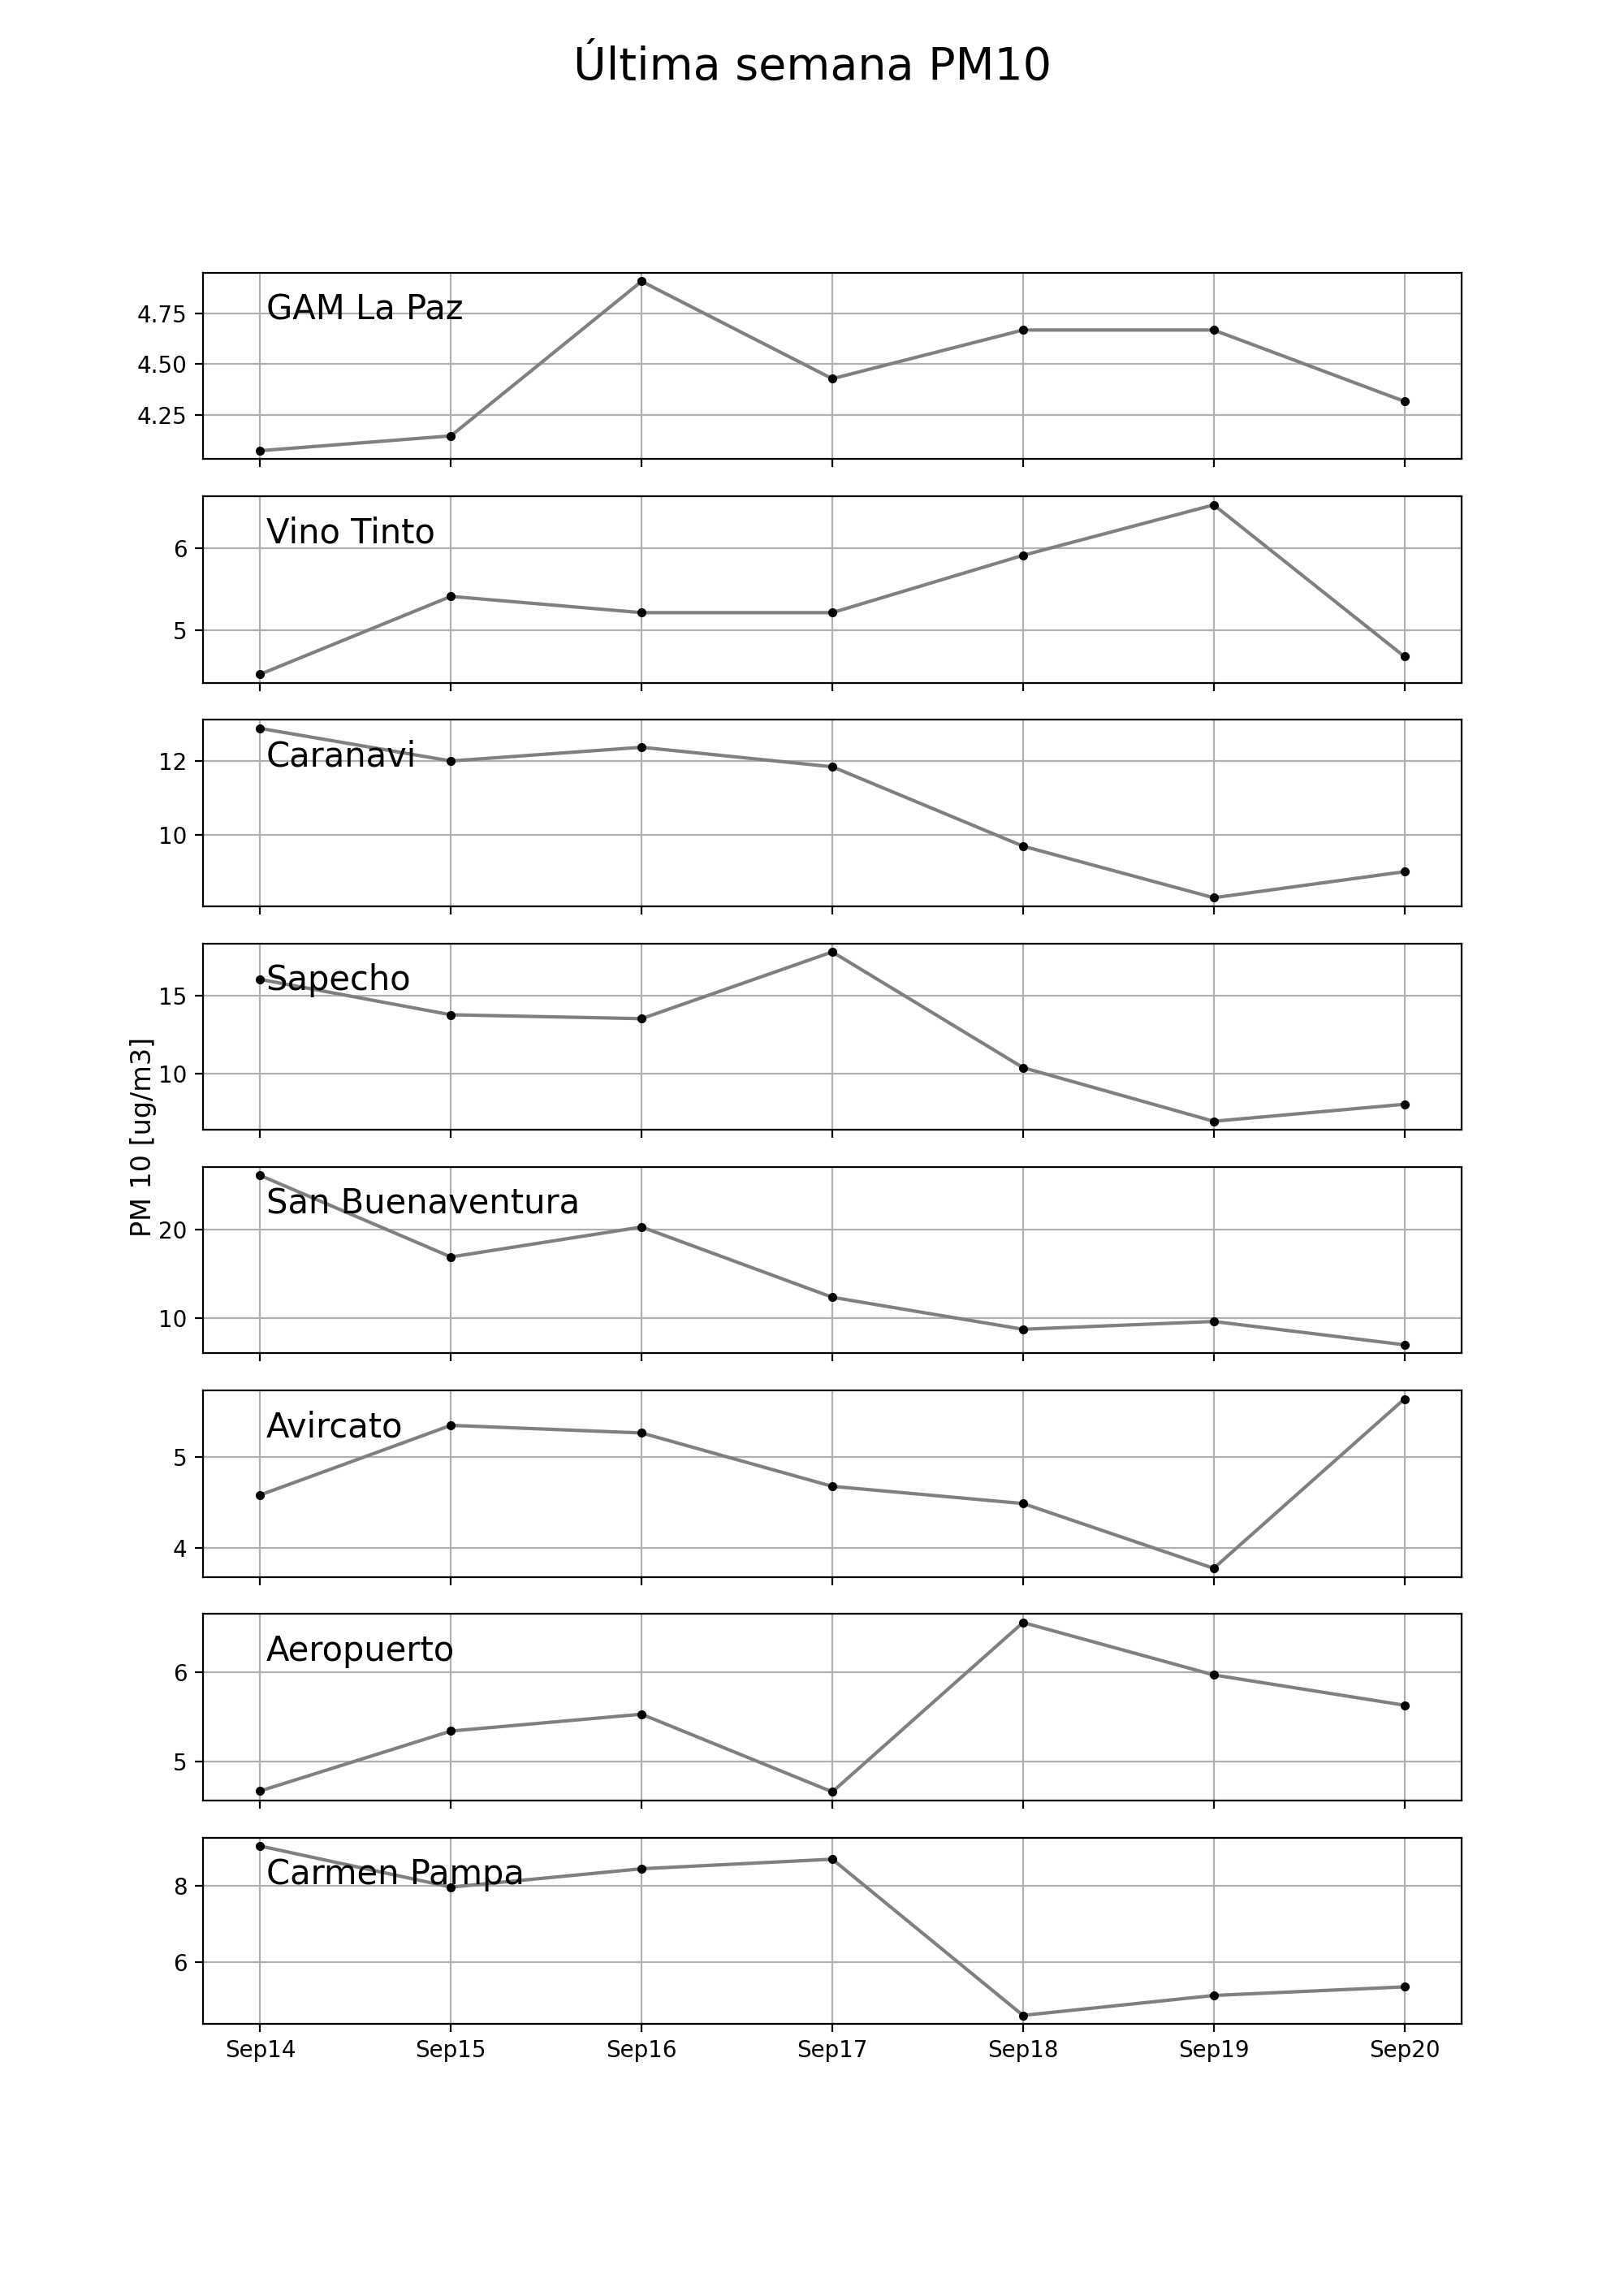 Última semana PM10
GAM La Paz
4.75
4.50
4.25
Vino Tinto
6
5
Caranavi
12
10
Sapecho
15
10
PM 10 [ug/m3]
San Buenaventura
20
10
Avircato
5
4
Aeropuerto
6
5
Carmen Pampa
8
6
Sep14 Sep15 Sep16 Sep17 Sep18 Sep19 Sep20